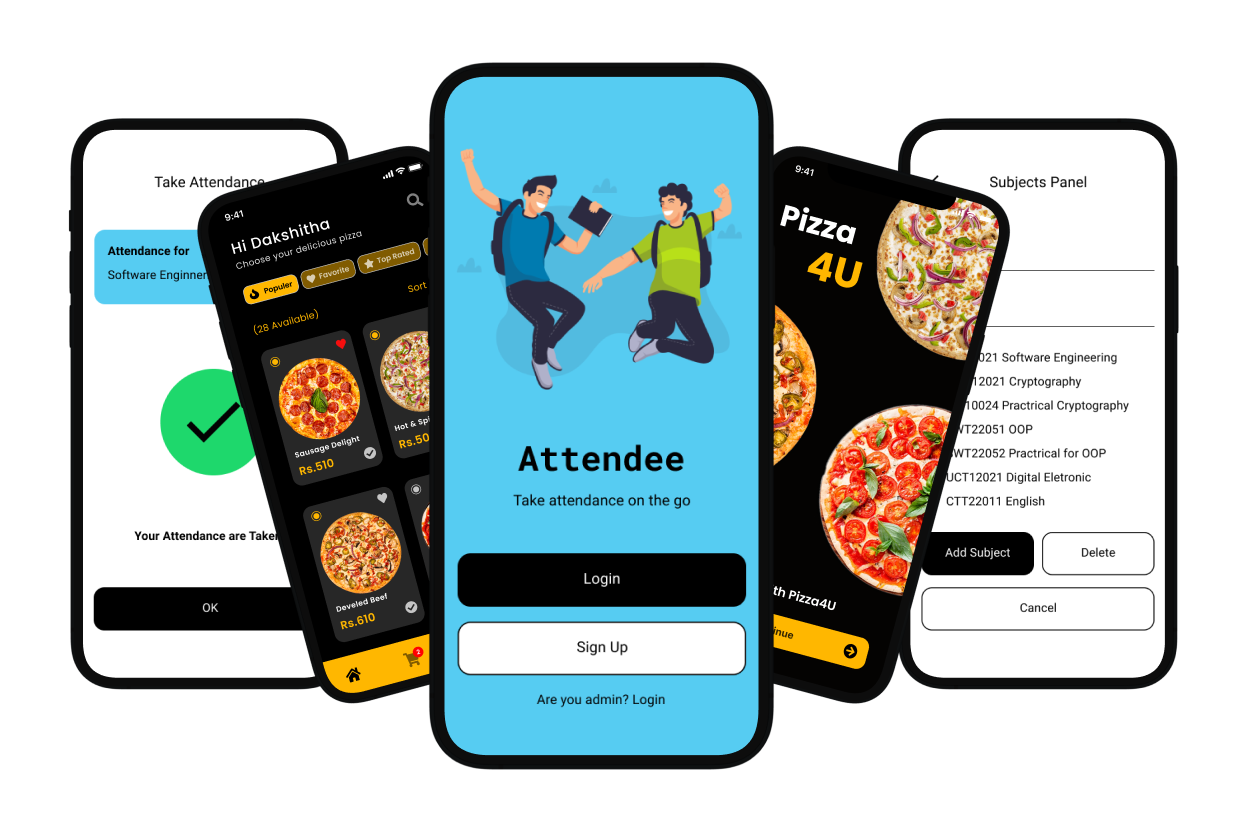 Take Attendance
Attendance for
Software Enginner
Your Attendance are Taken
OK
9:41
Hi Dakshitha
Choose your delicious pizza
Populer
Favorite
Top Rated
Sort
(28 Available)
Sausage Delight
Rs.510
Hot &
Rs.50
Develed Beef
Rs.610
2
Attendee
Take attendance on the go
Login
Sign Up
Are you admin? Login
9:41
Pizza
4U
Pizza4U
Subjects Panel
021 Software Engineering
12021 Cryptography
10024 Practrical Cryptography
WT22051 OOP
WT22052 Practrical for OOP
UCT12021 Digital Eletronic
CTT22011 English
Add Subject
Delete
Cancel